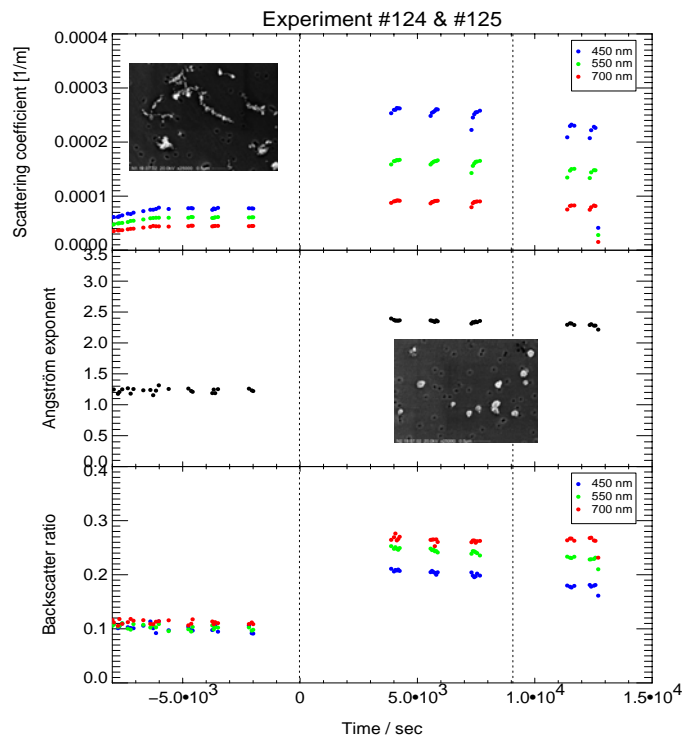 Experiment #124 & #125
Scattering coefficient [1/m]
0.0004
0.0003
0.0002
0.0001
0.0000
450 nm
550 nm
700 nm
Angström exponent
3.5
3.0
2.5
2.0
1.5
1.0
0.5
0.0
Backscatter ratio
0.4
0.3
0.2
0.1
0.0
450 nm
550 nm
700 nm
−5.0•10³
0
5.0•10³
1.0•10⁴
15.0•10⁴
Time / sec